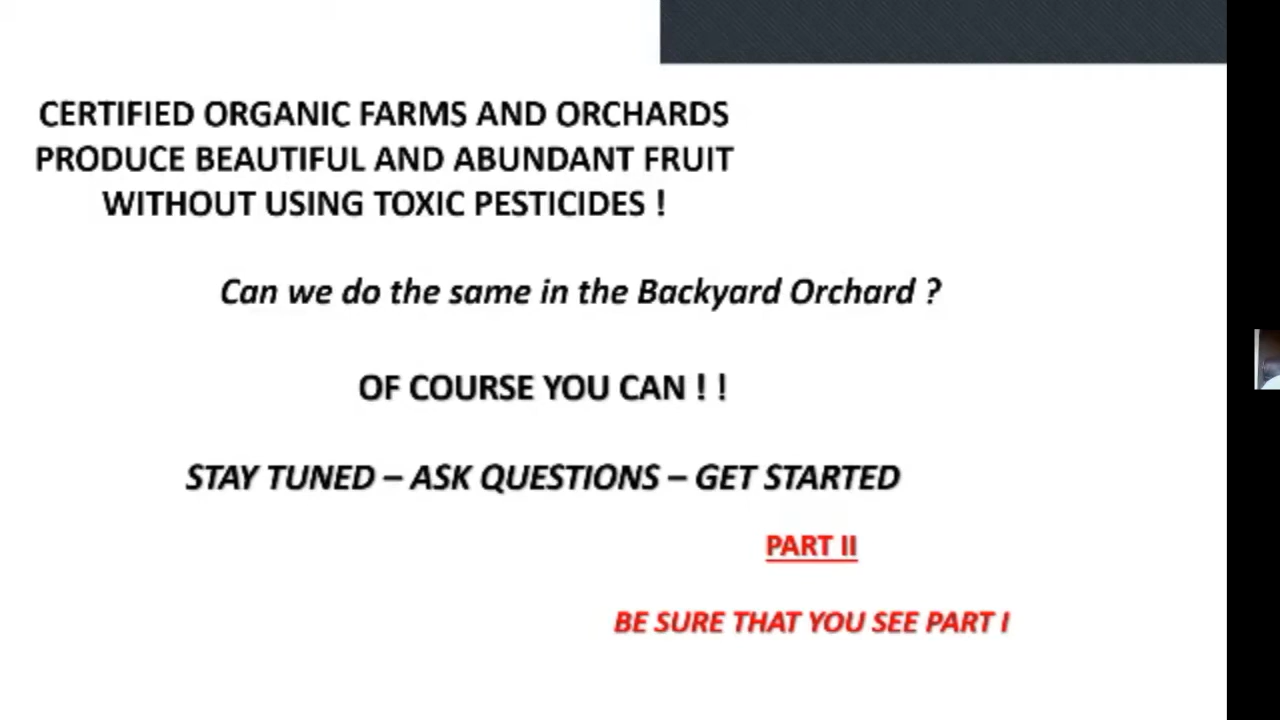 CERTIFIED ORGANIC FARMS AND ORCHARDS
PRODUCE BEAUTIFUL AND ABUNDANT FRUIT
WITHOUT USING TOXIC PESTICIDES !
Can we do the same in the Backyard Orchard ?
OF COURSE YOU CAN ! !
STAY TUNED – ASK QUESTIONS – GET STARTED
PART II
BE SURE THAT YOU SEE PART I